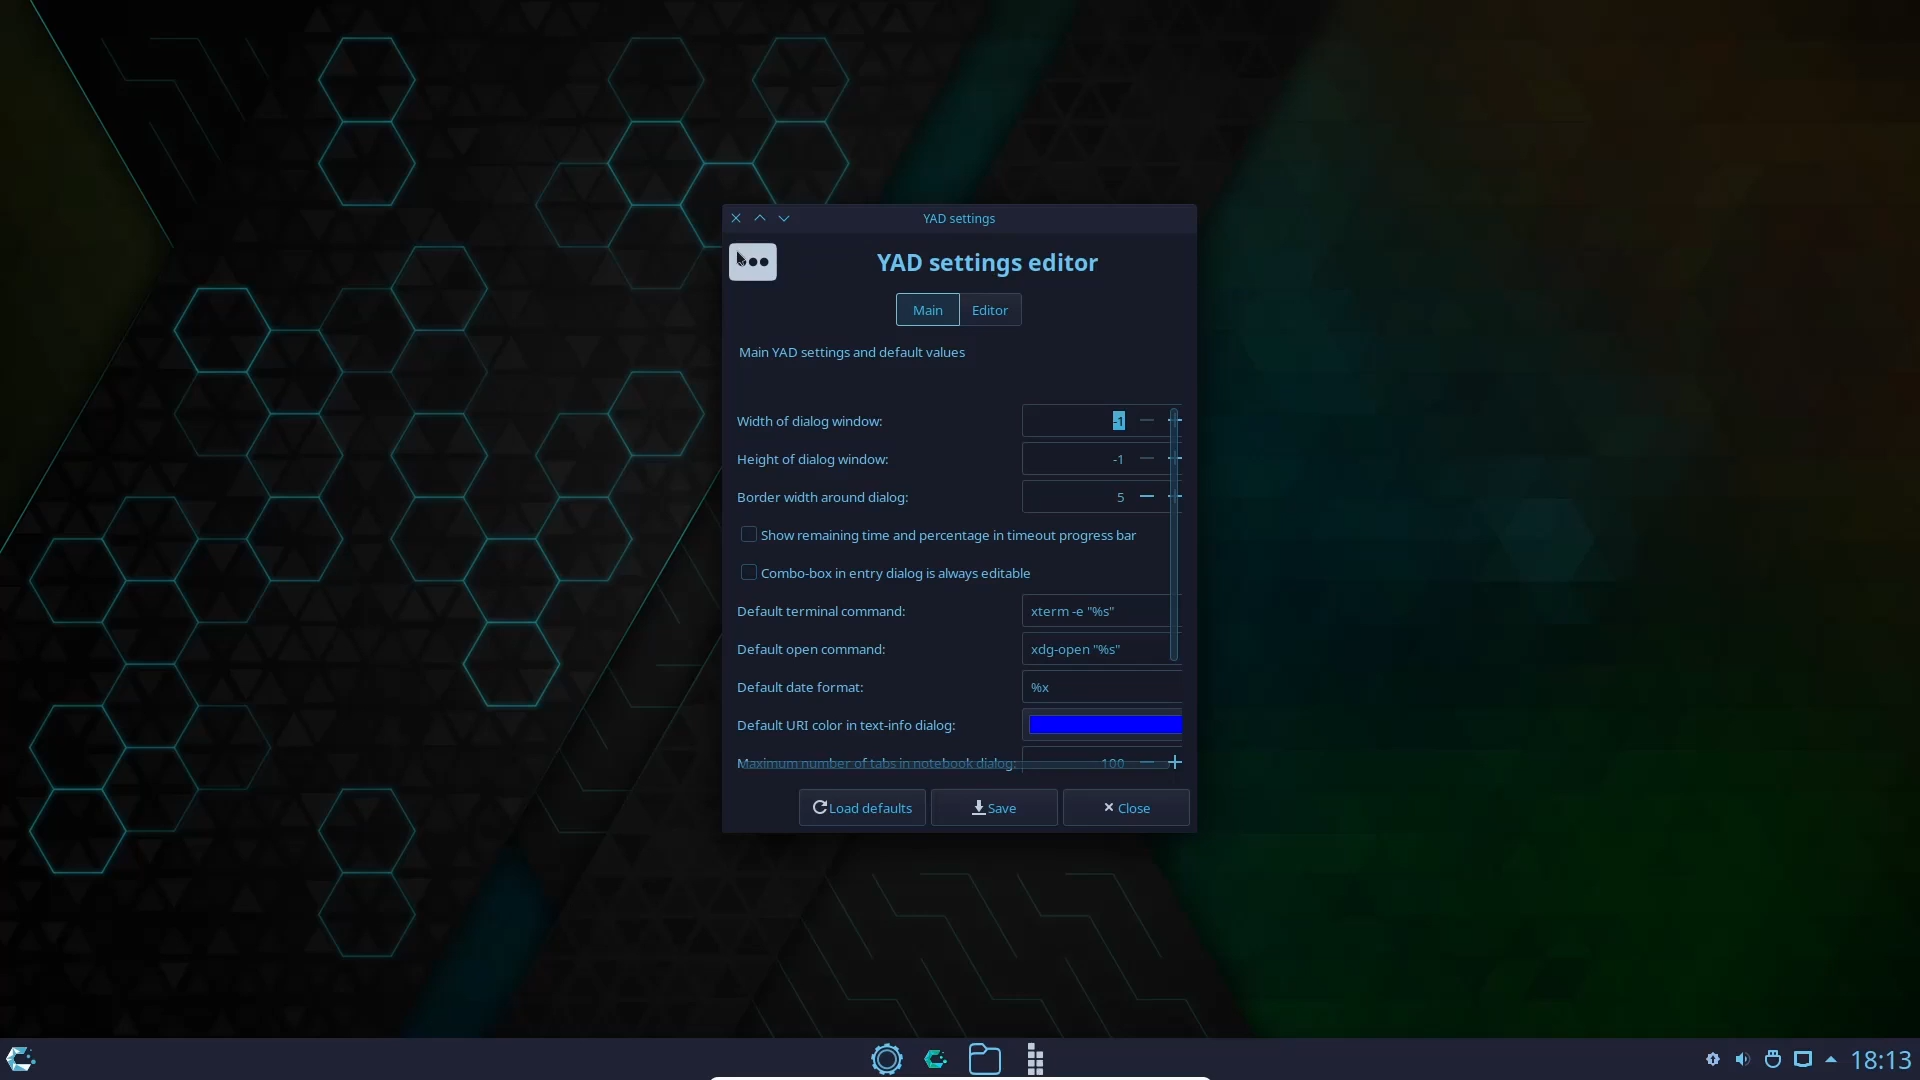 YAD settings
YAD settings editor
Main
Editor
Main YAD settings and default values
Width of dialog window:
-1
Height of dialog window:
-1
Border width around dialog:
5
Show remaining time and percentage in timeout progress bar
Combo-box in entry dialog is always editable
Default terminal command:
xterm -e "%s"
Default open command:
xdg-open "%s"
Default date format:
%x
Default URI color in text-info dialog:
Maximum number of tabs in notebook dialog:
100
Load defaults
Save
Close
18:13